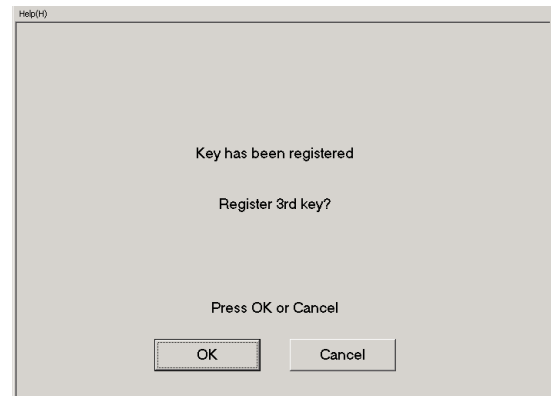 Help(H)
Key has been registered
Register 3rd key?
Press OK or Cancel
OK
Cancel